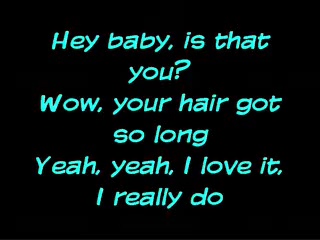 Hey baby, is that
you?
Wow, your hair got
so long
Yeah, yeah, I love it,
I really do